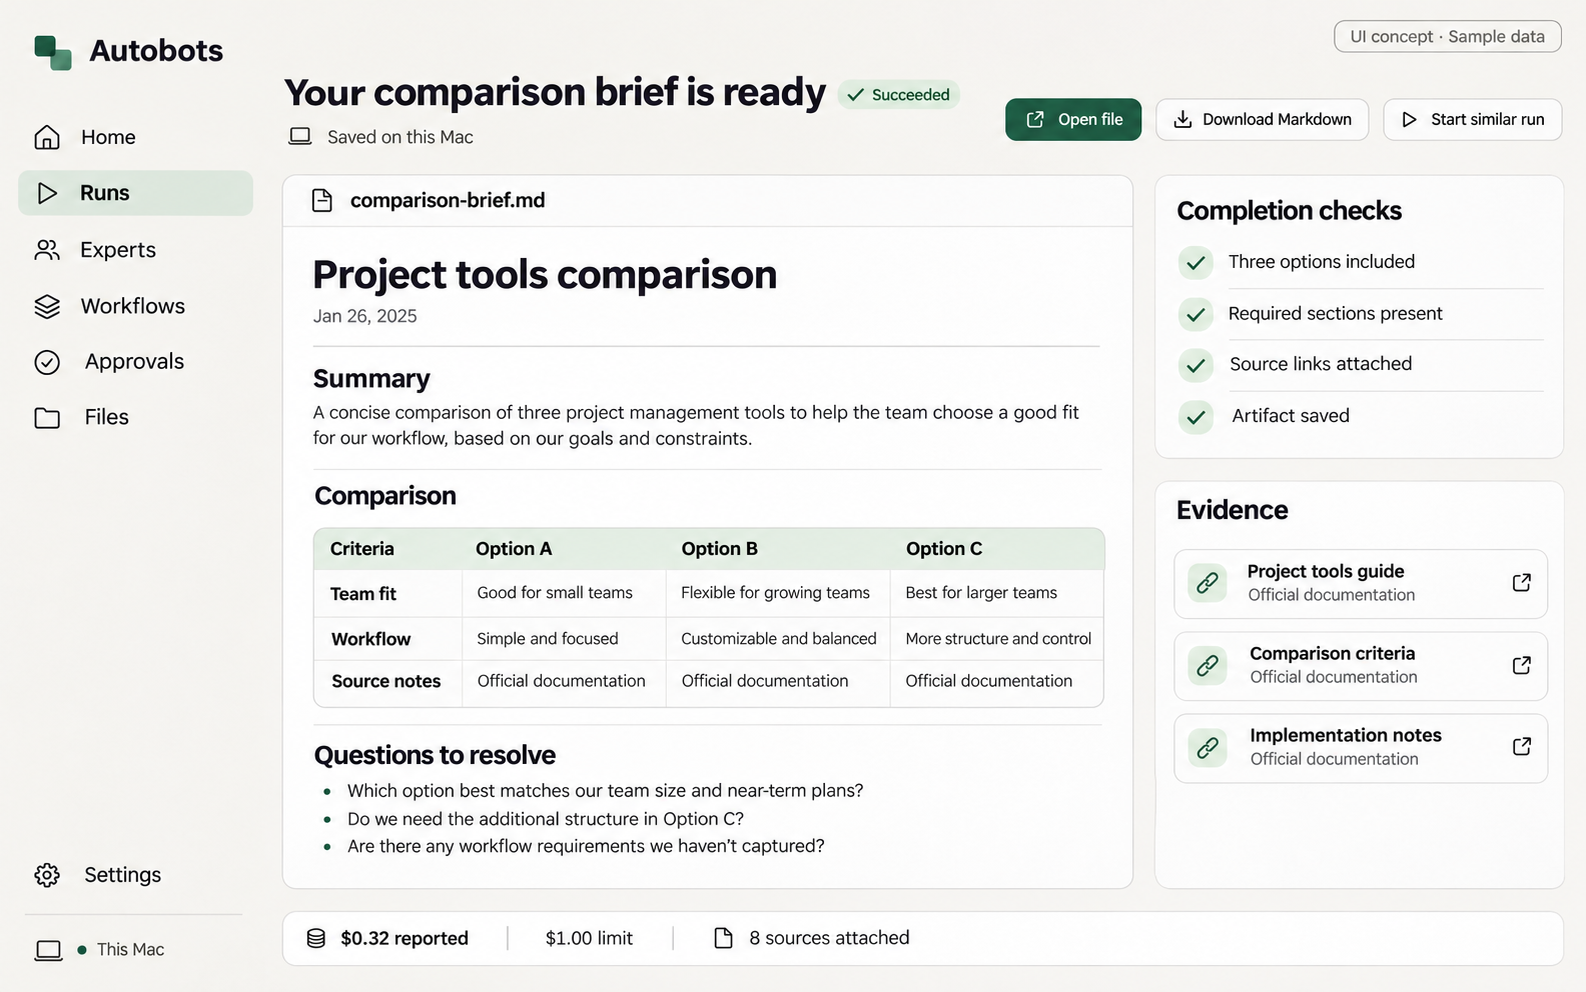 Autobots
Home
Runs
Experts
Workflows
Approvals
Files
Settings
This Mac
UI concept · Sample data
Your comparison brief is ready
Succeeded
Saved on this Mac
Open file
Download Markdown
Start similar run
comparison-brief.md
Project tools comparison
Jan 26, 2025
Summary
A concise comparison of three project management tools to help the team choose a good fit
for our workflow, based on our goals and constraints.
Comparison
Criteria Option A Option B Option C
Team fit Good for small teams Flexible for growing teams Best for larger teams
Workflow Simple and focused Customizable and balanced More structure and control
Source notes Official documentation Official documentation Official documentation
Questions to resolve
• Which option best matches our team size and near-term plans?
• Do we need the additional structure in Option C?
• Are there any workflow requirements we haven’t captured?
Completion checks
Three options included
Required sections present
Source links attached
Artifact saved
Evidence
Project tools guide
Official documentation
Comparison criteria
Official documentation
Implementation notes
Official documentation
$0.32 reported
$1.00 limit
8 sources attached